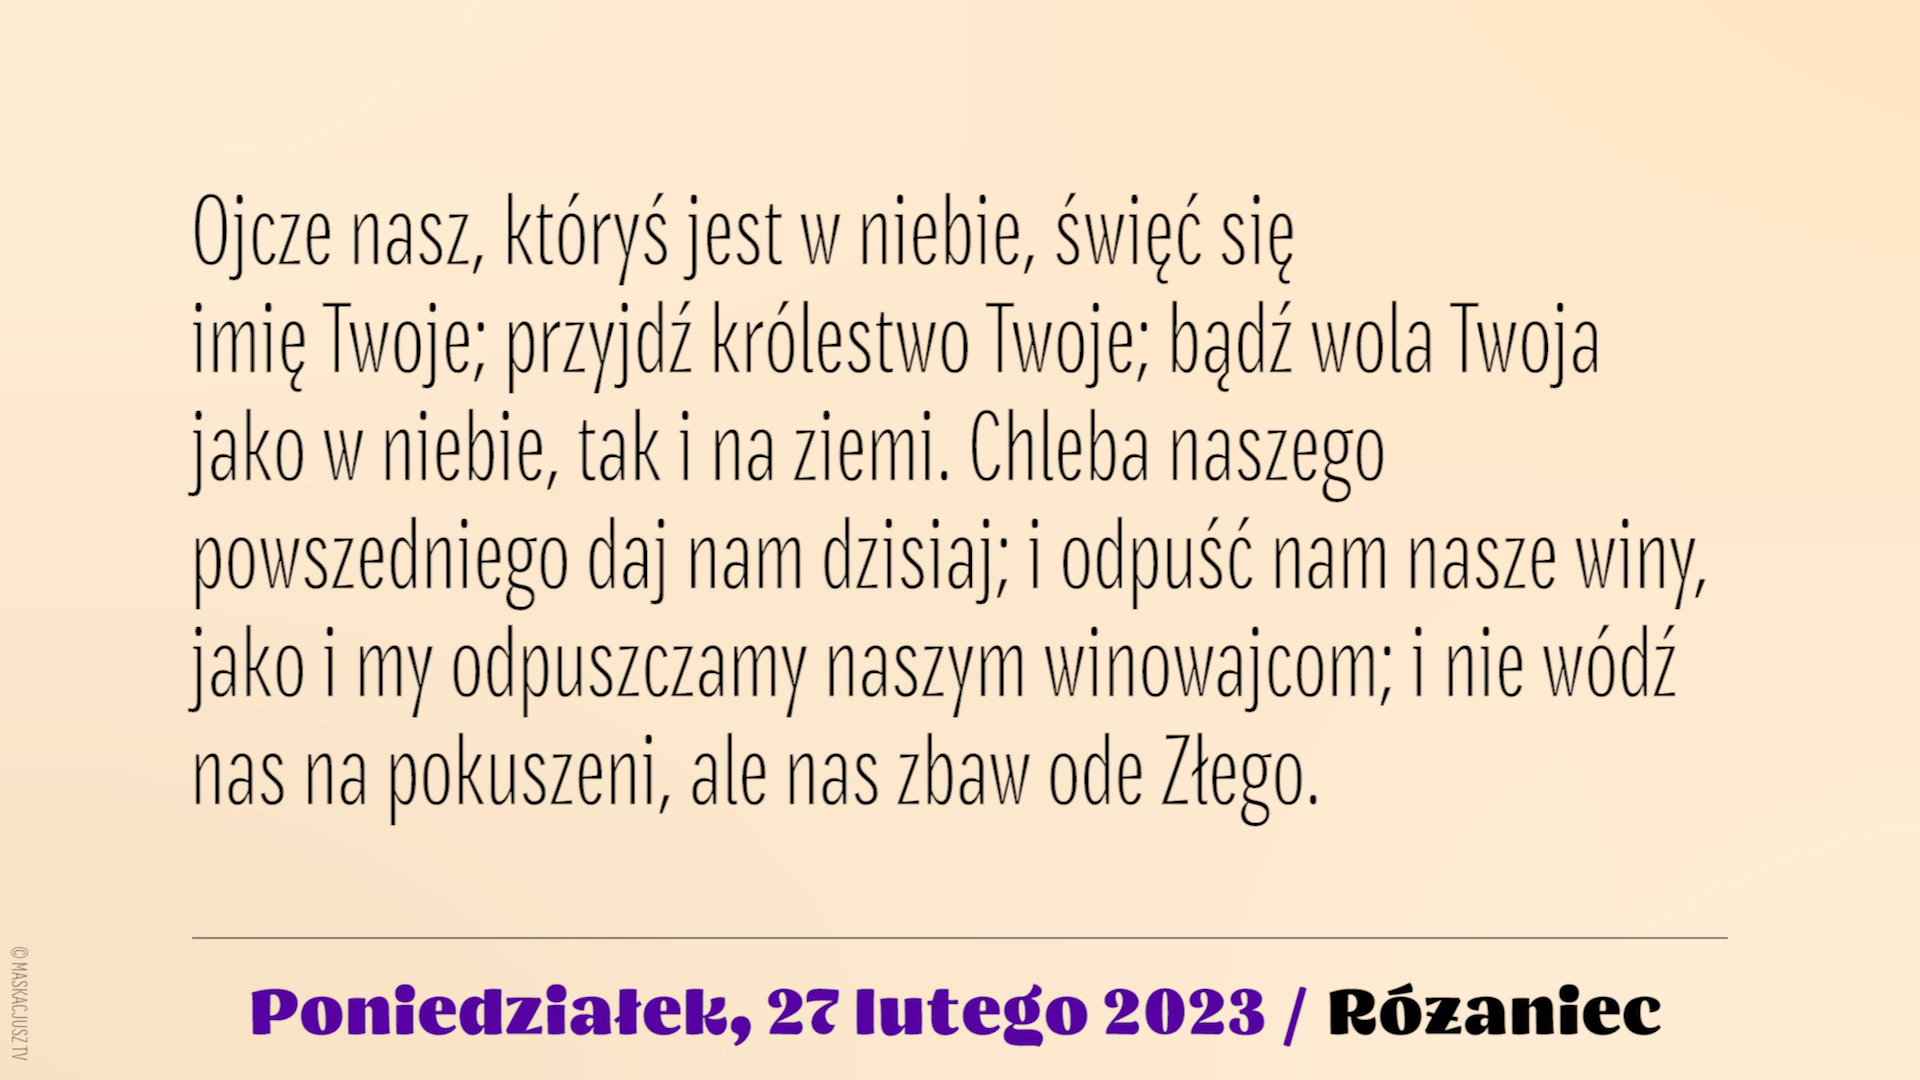 Ojcze nasz, któryś jest w niebie, święć się
imię Twoje; przyjdź królestwo Twoje; bądź wola Twoja
jako w niebie, tak i na ziemi. Chleba naszego
powszedniego daj nam dzisiaj; i odpuść nam nasze winy,
jako i my odpuszczamy naszym winowajcom; i nie wódź
nas na pokuszeni, ale nas zbaw ode Złego.
Poniedziałek, 27 lutego 2023 / Rózaniec
© MASKACJUSZ TV